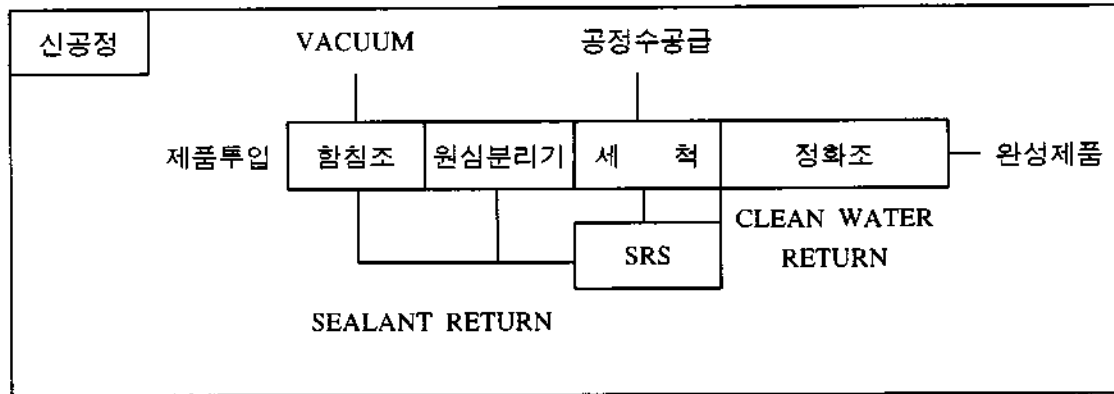 신공정
VACUUM 공정수공급
제품투입 함침조 원심분리기 세 척 정화조 완성제품
CLEAN WATER
SRS RETURN
SEALANT RETURN